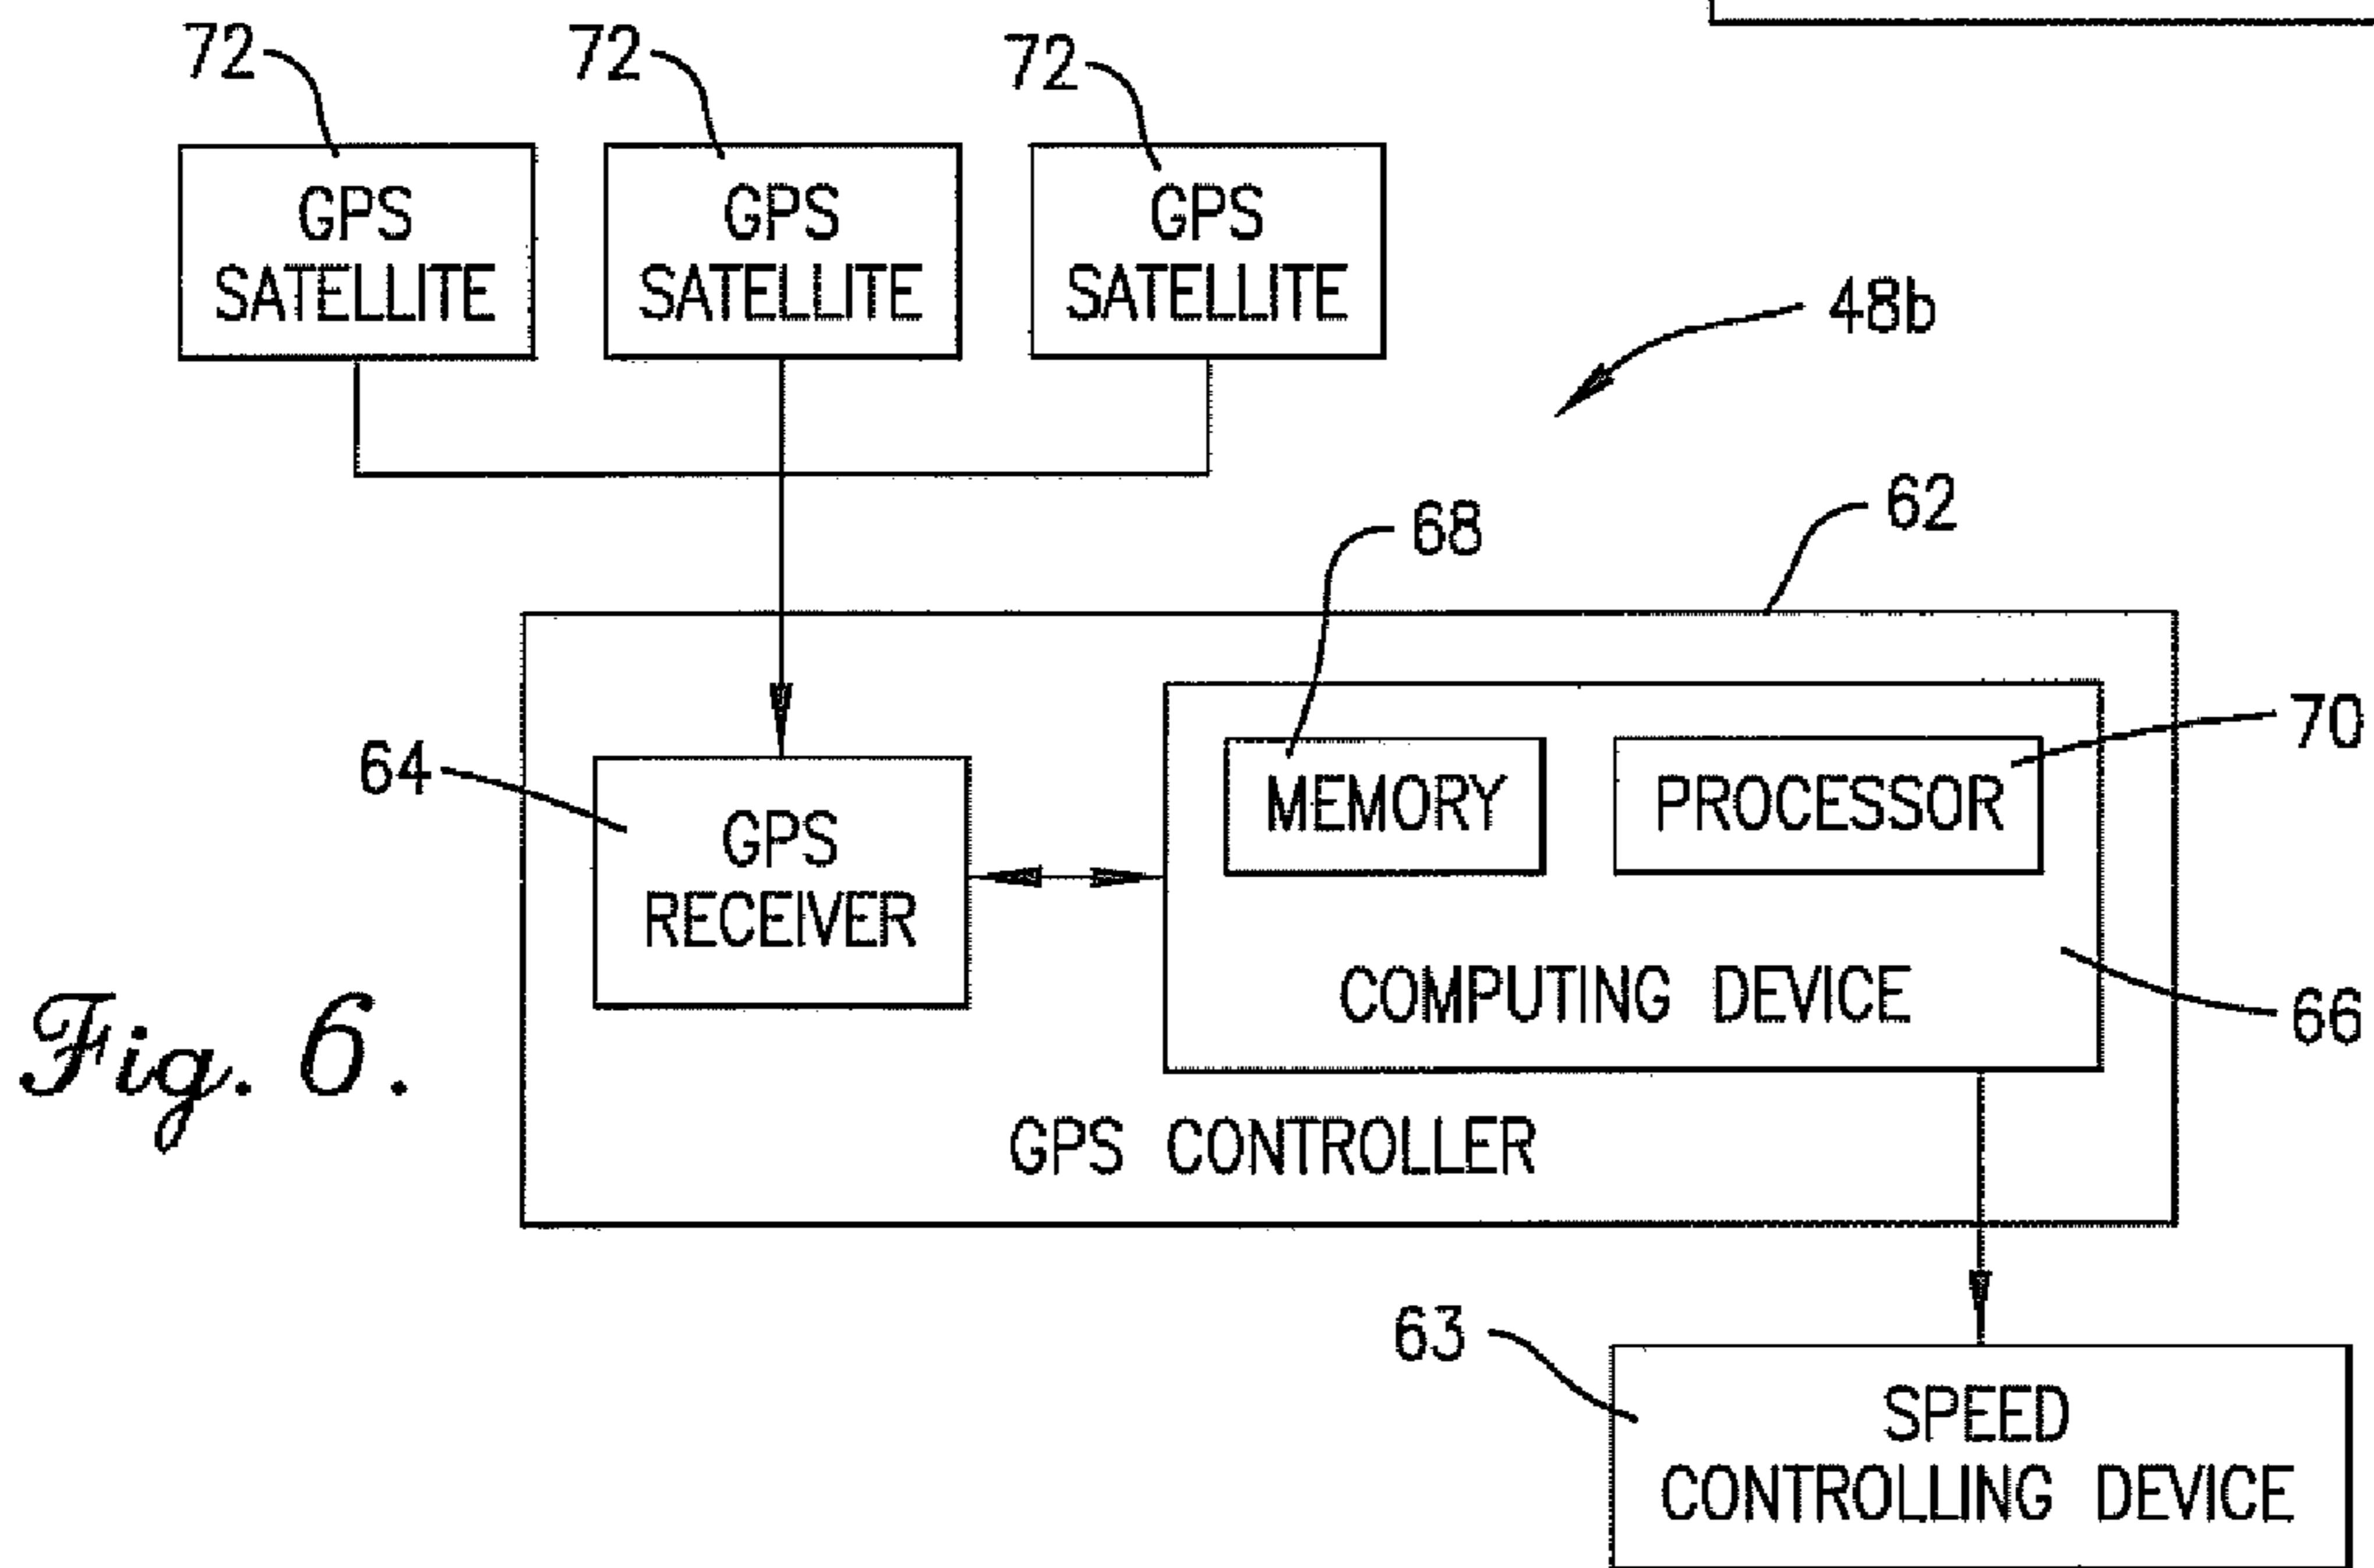 72 72 72
GPS SATELLITE
GPS SATELLITE
GPS SATELLITE
48b
62
68
70
64
MEMORY
PROCESSOR
GPS
RECEIVER
COMPUTING DEVICE
66
Fig. 6.
GPS CONTROLLER
63
SPEED
CONTROLLING DEVICE